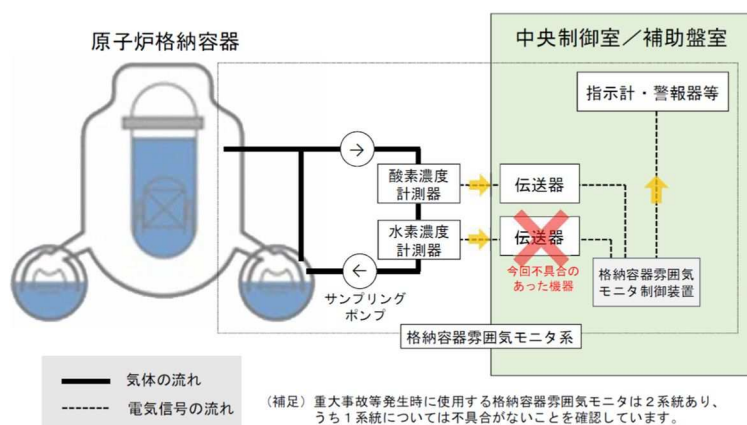 原子炉格納容器
中央制御室／補助盤室
指示計・警報器等
→
酸素濃度
計測器
伝送器
水素濃度
計測器
伝送器
今回不具合の
あった機器
←
サンプリング
ポンプ
格納容器雰囲気
モニタ制御装置
格納容器雰囲気モニタ系
気体の流れ
電気信号の流れ
（補足）重大事故等発生時に使用する格納容器雰囲気モニタは２系統あり、
うち１系統については不具合がないことを確認しています。